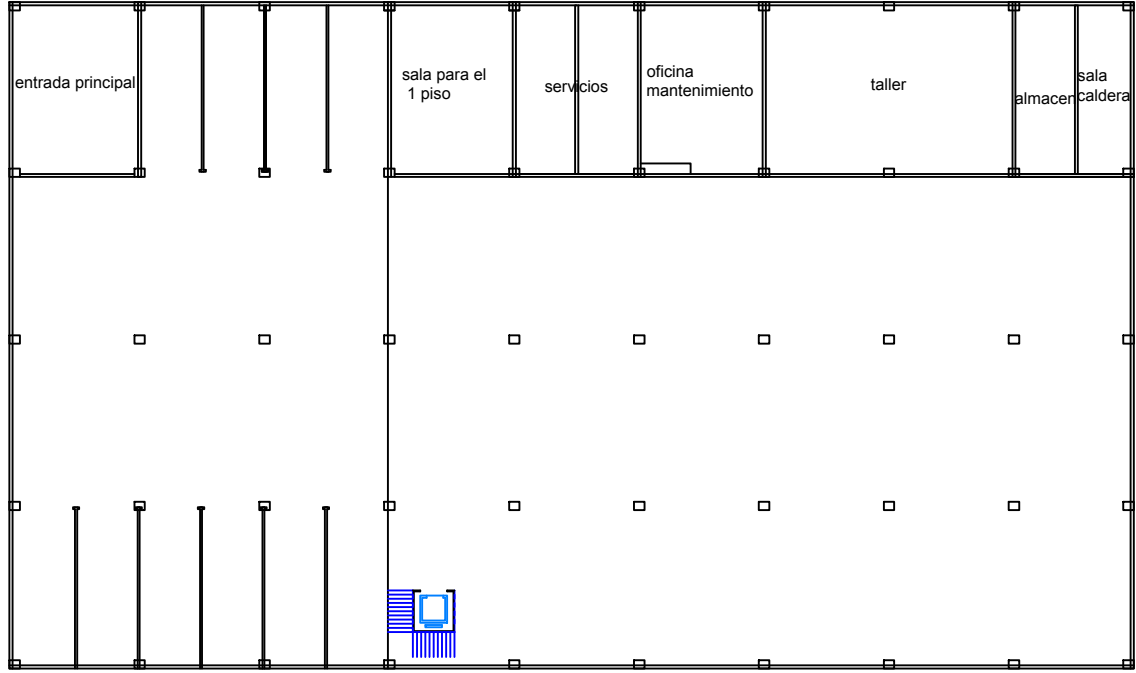 entrada principal
sala para el
1 piso
servicios
oficina
mantenimiento
taller
almacen
sala
caldera